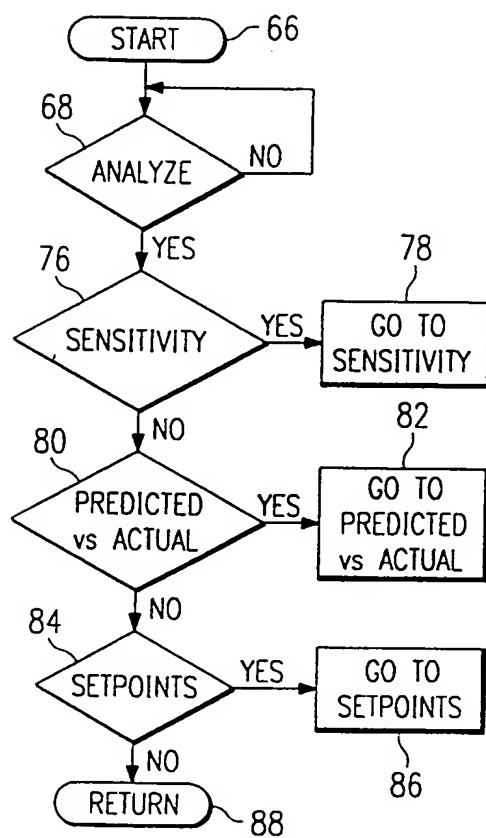 START
66
68
ANALYZE
NO
YES
76
78
SENSITIVITY
YES
GO TO
SENSITIVITY
NO
80
82
PREDICTED
vs ACTUAL
YES
GO TO
PREDICTED
vs ACTUAL
NO
84
SETPOINTS
YES
GO TO
SETPOINTS
NO
86
RETURN
88